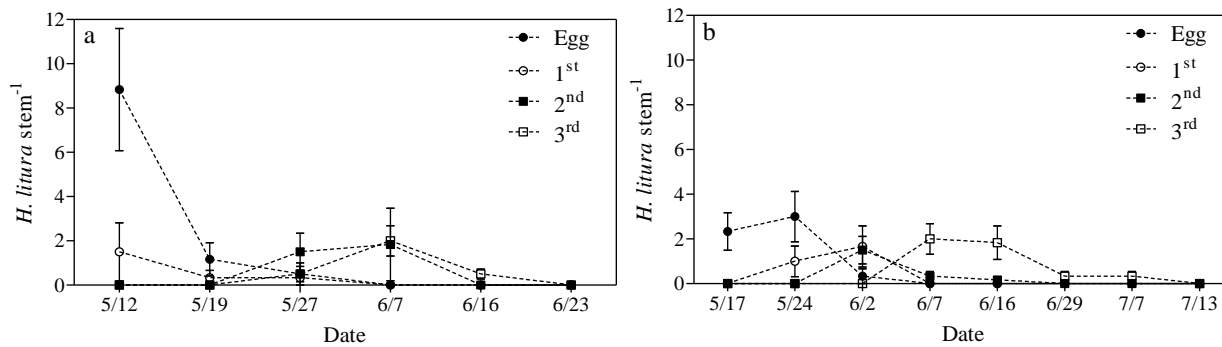 a
12
10
8
6
4
2
0
H. litura stem⁻¹
Egg
1st
2nd
3rd
5/12 5/19 5/27 6/7 6/16 6/23
Date
b
12
10
8
6
4
2
0
H. litura stem⁻¹
Egg
1st
2nd
3rd
5/17 5/24 6/2 6/7 6/16 6/29 7/7 7/13
Date